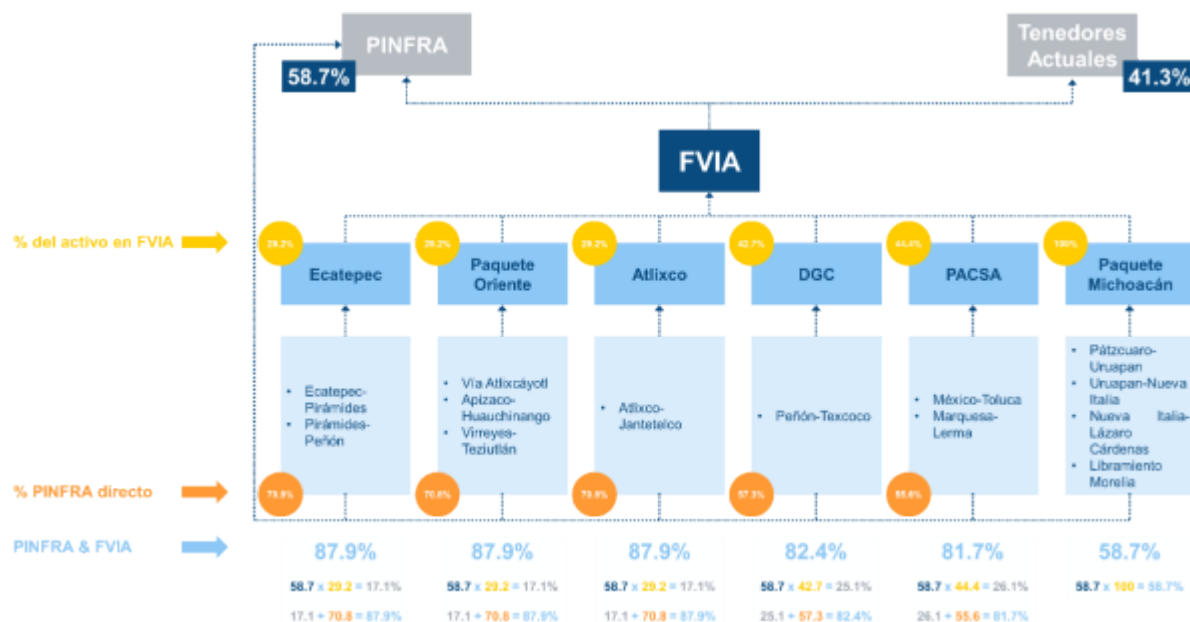 PINFRA
58.7%
Tenedores
Actuales
41.3%
FVIA
% del activo en FVIA
29.2%
29.2%
29.2%
42.7%
44.4%
100%
Ecatepec
Paquete
Oriente
Atlixco
DGC
PACSA
Paquete
Michoacán
• Ecatepec-
Pirámides
• Pirámides-
Peñón
• Vía Atlixcáyotl
• Apizaco-
Huauchinango
• Virreyes-
Teziutlán
• Atlixco-
Jantetelco
• Peñón-Texcoco
• México-Toluca
• Marquesa-
Lerma
• Pátzcuaro-
Uruapan
• Uruapan-Nueva
Italia
• Nueva Italia-
Lázaro
Cárdenas
• Libramiento
Morelia
% PINFRA directo
70.8%
70.8%
57.3%
55.6%
PINFRA & FVIA
87.9%
87.9%
87.9%
82.4%
81.7%
58.7%
58.7 x 29.2 = 17.1%
58.7 x 29.2 = 17.1%
58.7 x 29.2 = 17.1%
58.7 x 42.7 = 25.1%
58.7 x 44.4 = 26.1%
58.7 x 100 = 58.7%
17.1 + 70.8 = 87.9%
17.1 + 70.8 = 87.9%
17.1 + 70.8 = 87.9%
25.1 + 57.3 = 82.4%
26.1 + 55.6 = 81.7%